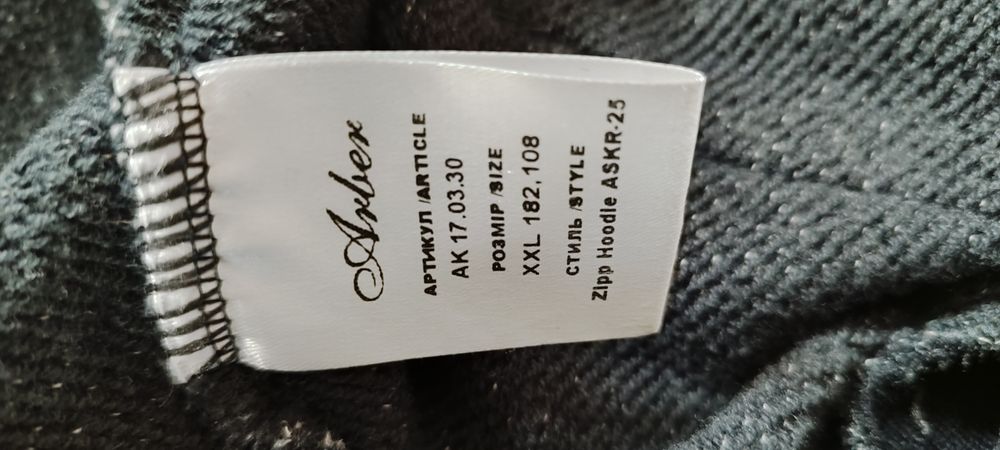 Arber
АРТИКУЛ /ARTICLE
AK 17.03.30
РОЗМІР /SIZE
XXL 182,108
СТИЛЬ /STYLE
Zipp Hoodie ASKR-25